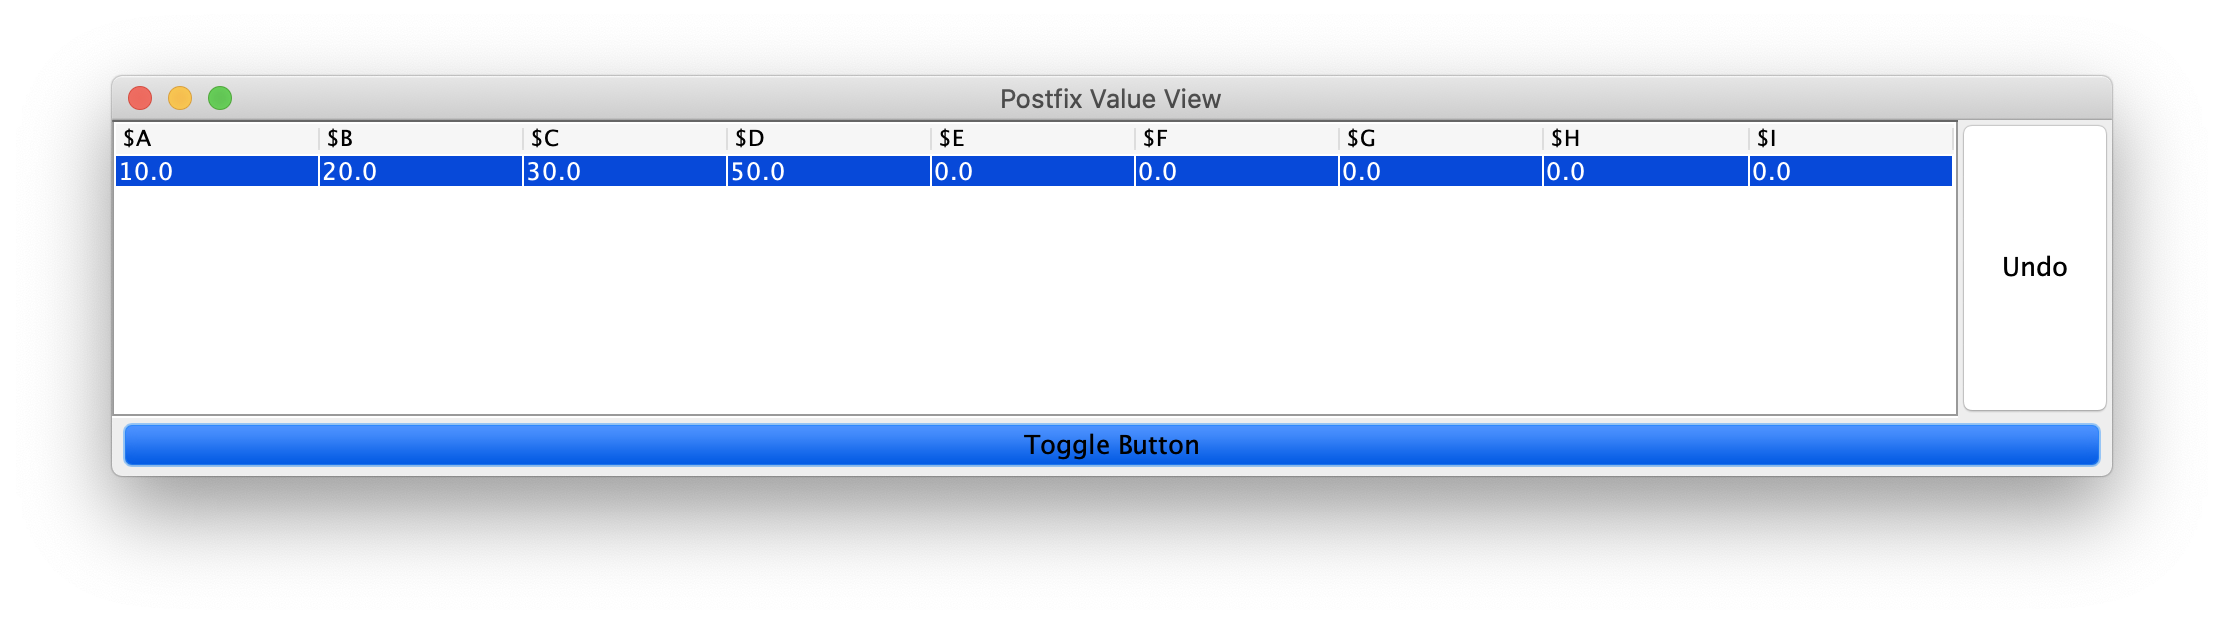 Postfix Value View
$A $B $C $D $E $F $G $H $I
10.0 20.0 30.0 50.0 0.0 0.0 0.0 0.0 0.0
Undo
Toggle Button